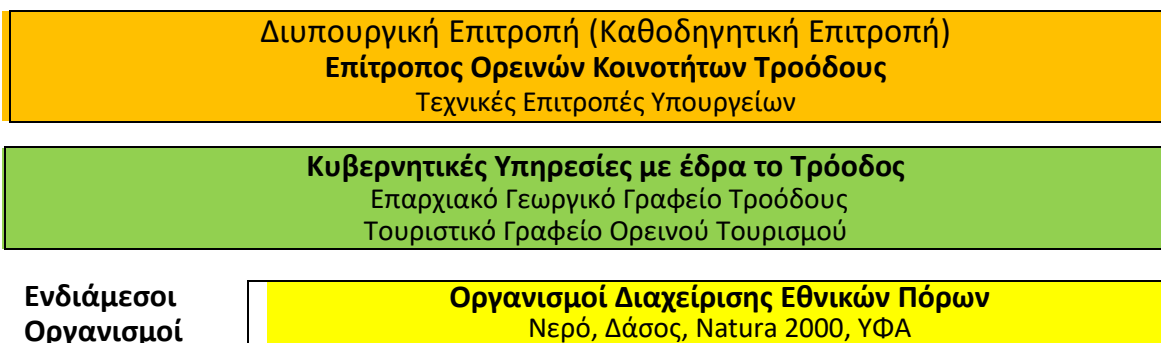 Διυπουργική Επιτροπή (Καθοδηγητική Επιτροπή)
Επίτροπος Ορεινών Κοινοτήτων Τροόδους
Τεχνικές Επιτροπές Υπουργείων
Κυβερνητικές Υπηρεσίες με έδρα το Τρόοδος
Επαρχιακό Γεωργικό Γραφείο Τροόδους
Τουριστικό Γραφείο Ορεινού Τουρισμού
Ενδιάμεσοι
Οργανισμοί
Οργανισμοί Διαχείρισης Εθνικών Πόρων
Νερό, Δάσος, Natura 2000, ΥΦΑ